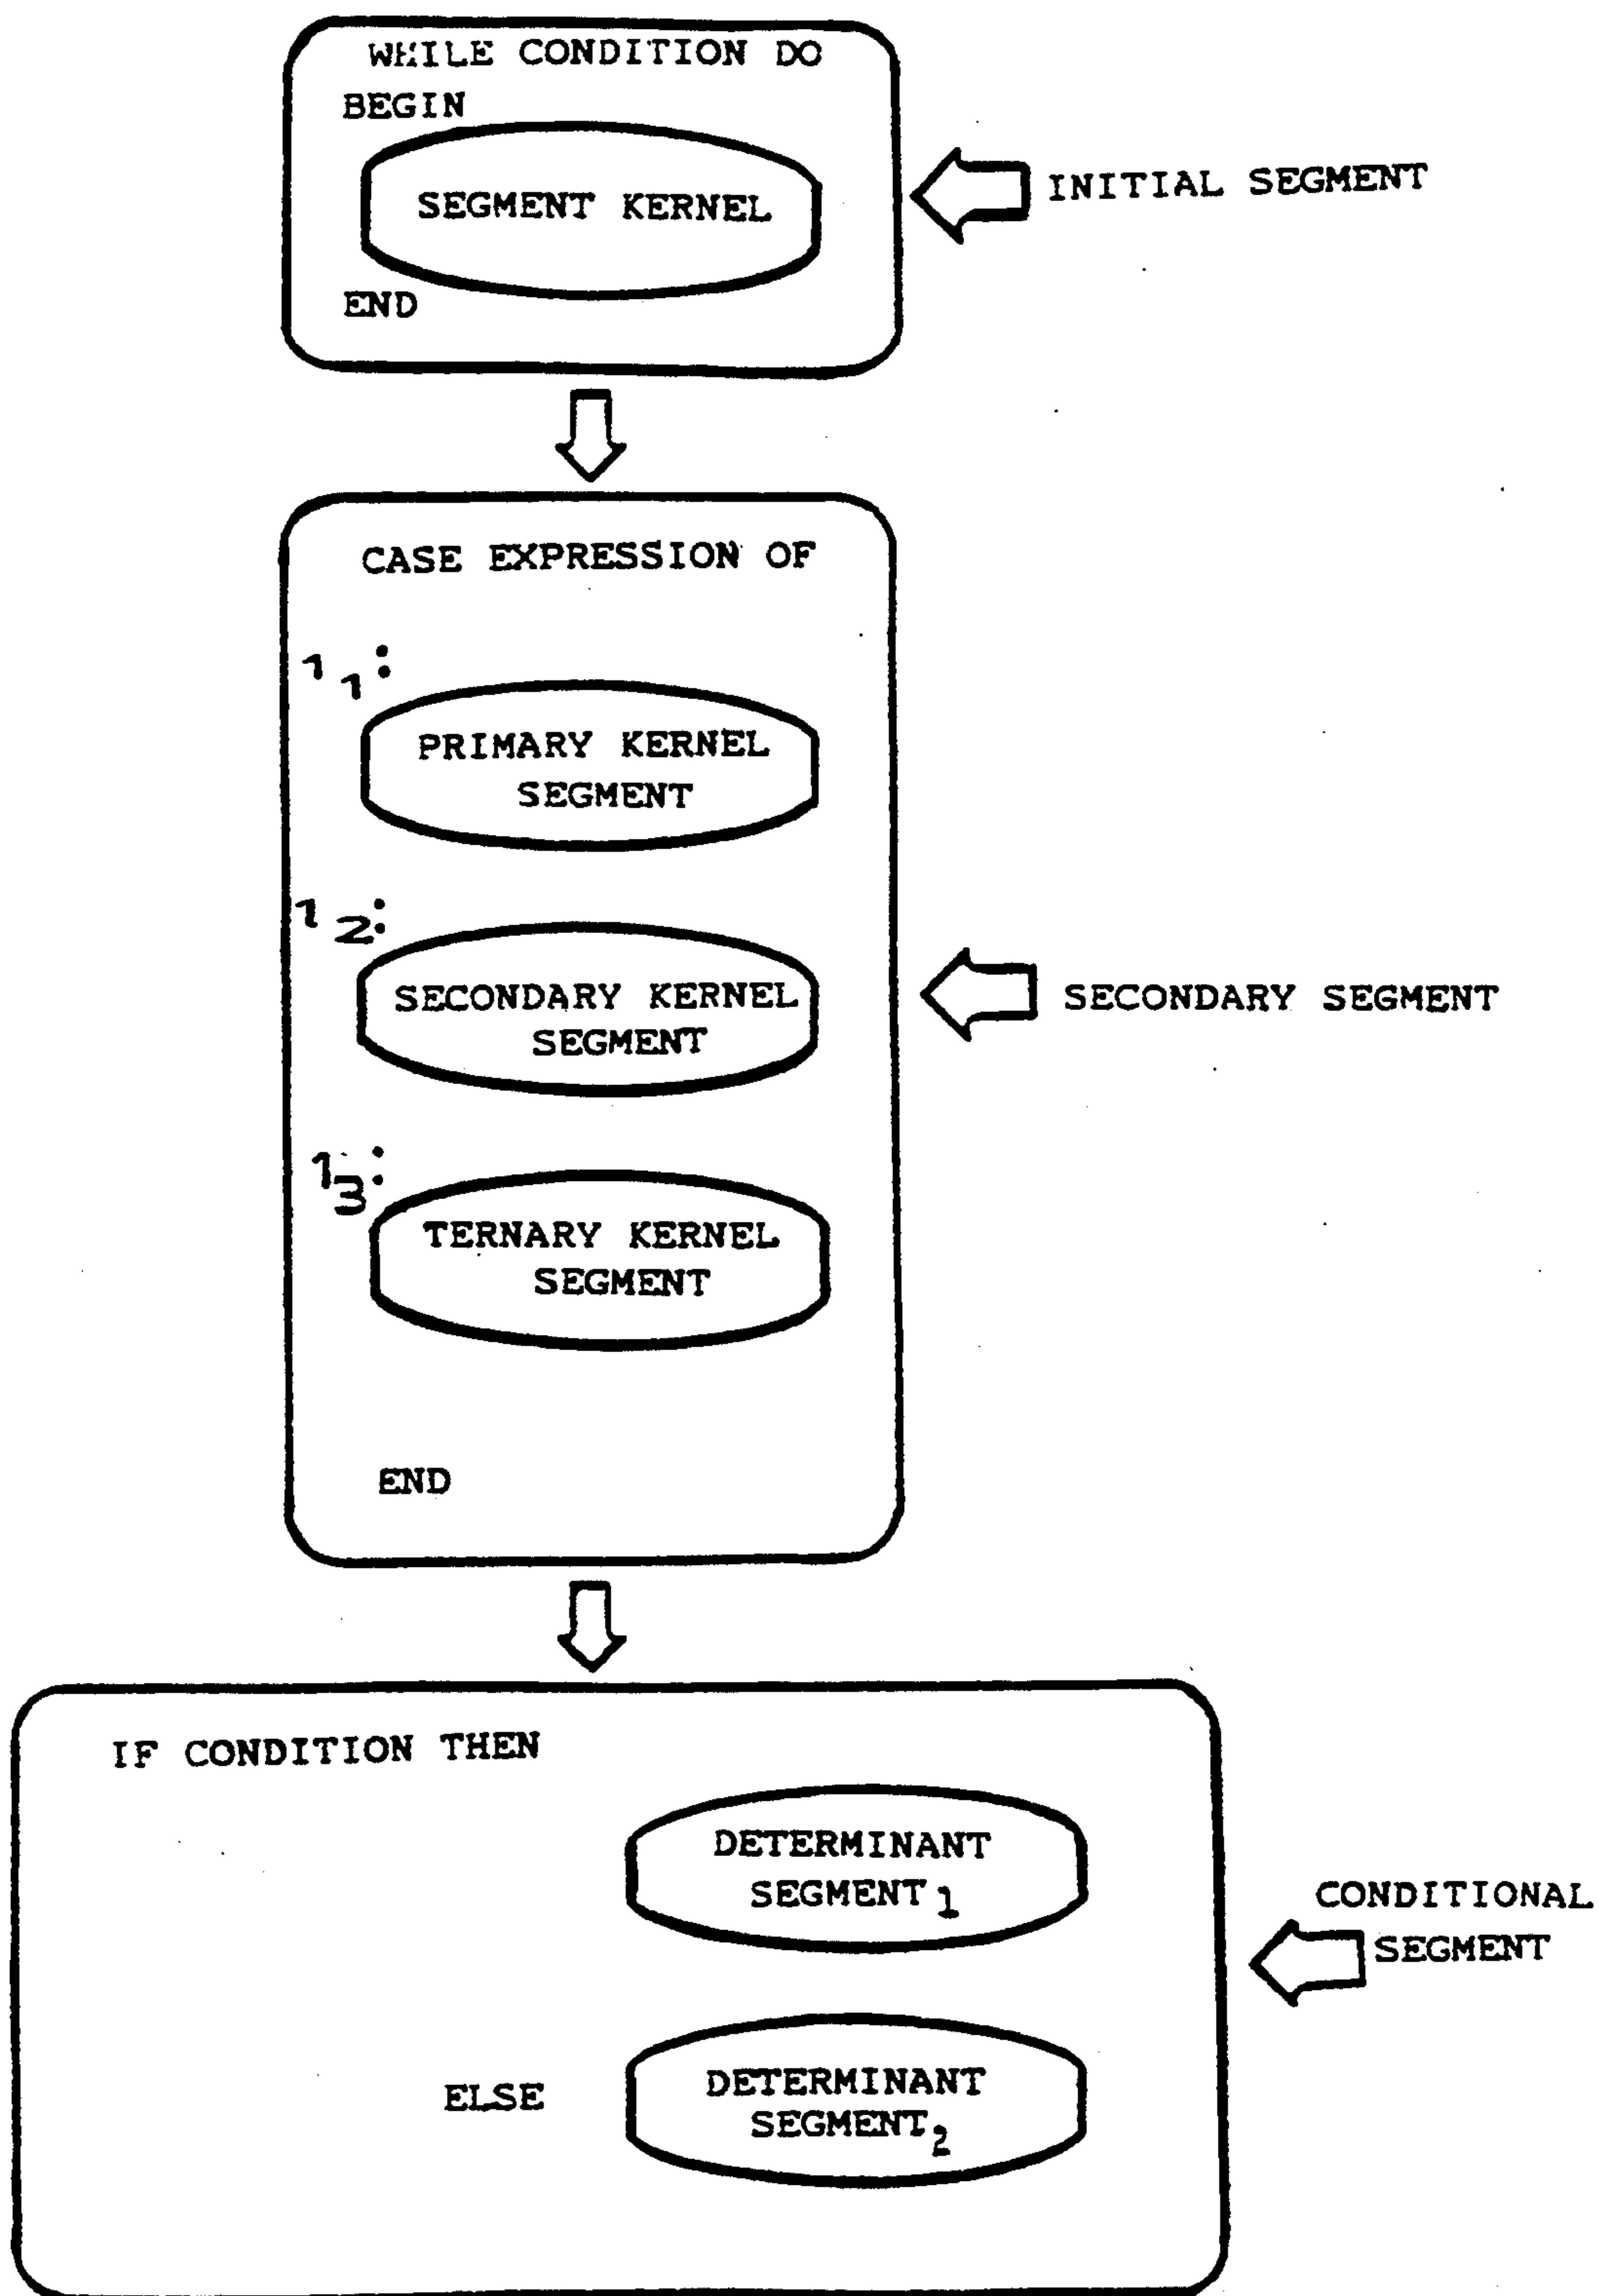 WHILE CONDITION DO
BEGIN
SEGMENT KERNEL
END
INITIAL SEGMENT
CASE EXPRESSION OF
1₁:
PRIMARY KERNEL
SEGMENT
1₂:
SECONDARY KERNEL
SEGMENT
1₃:
TERNARY KERNEL
SEGMENT
END
SECONDARY SEGMENT
IF CONDITION THEN
DETERMINANT
SEGMENT₁
ELSE
DETERMINANT
SEGMENT₂
CONDITIONAL
SEGMENT